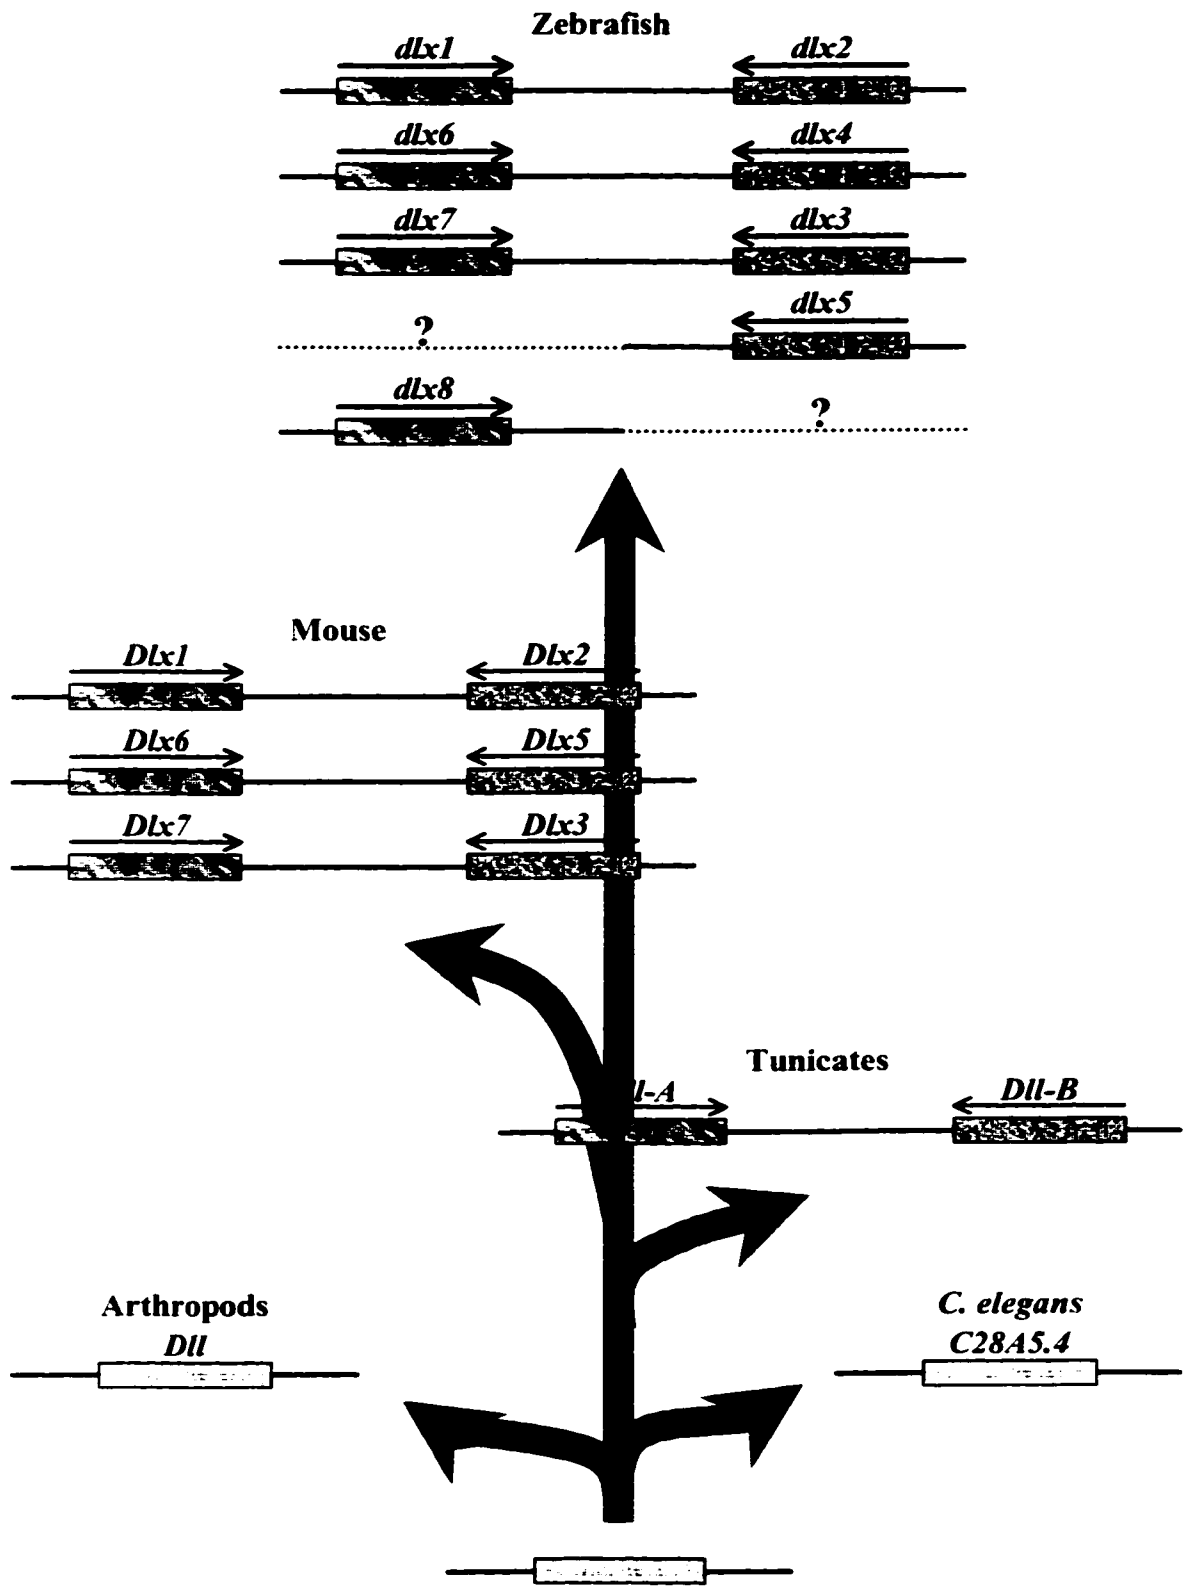 Zebrafish
dlx1 dlx2
dlx6 dlx4
dlx7 dlx3
? dlx5
dlx8 ?
Mouse
Dlx1 Dlx2
Dlx6 Dlx5
Dlx7 Dlx3
Tunicates
ll-A Dll-B
Arthropods
Dll
C. elegans
C28A5.4